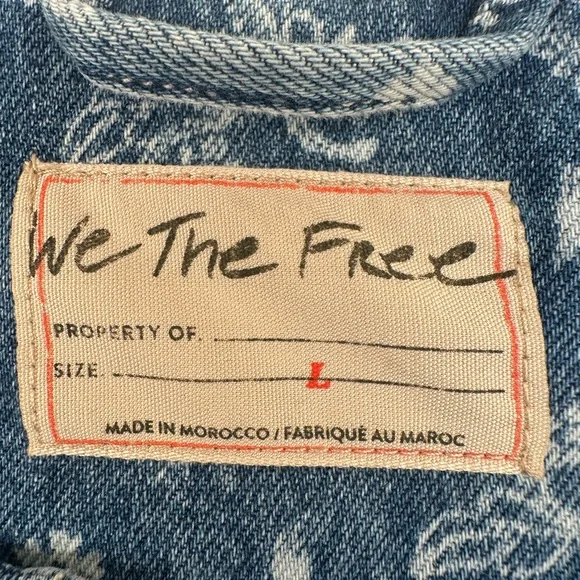 We The Free
PROPERTY OF.
SIZE. L
MADE IN MOROCCO / FABRIQUÉ AU MAROC